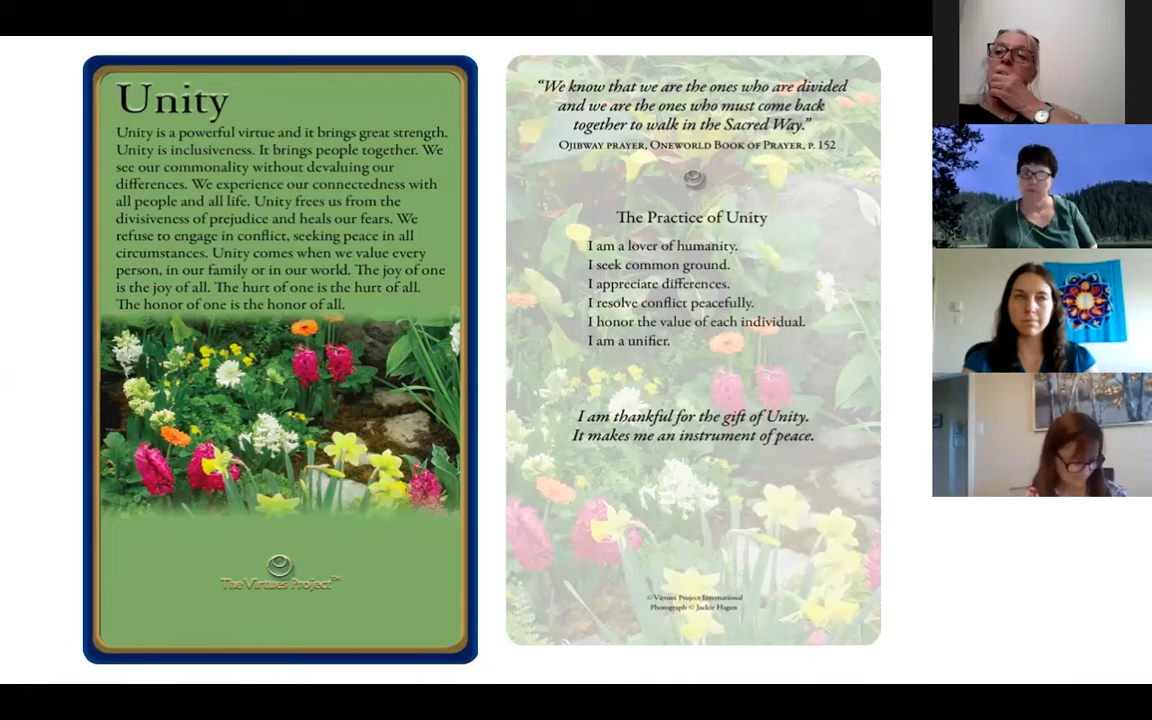 Unity
Unity is a powerful virtue and it brings great strength.
Unity is inclusiveness. It brings people together. We
see our commonality without devaluing our
differences. We experience our connectedness with
all people and all life. Unity frees us from the
divisiveness of prejudice and heals our fears. We
refuse to engage in conflict, seeking peace in all
circumstances. Unity comes when we value every
person, in our family or in our world. The joy of one
is the joy of all. The hurt of one is the hurt of all.
The honor of one is the honor of all.
The Virtues Project™
“We know that we are the ones who are divided
and we are the ones who must come back
together to walk in the Sacred Way.”
Ojibway prayer, Oneworld Book of Prayer, p. 152
The Practice of Unity
I am a lover of humanity.
I seek common ground.
I appreciate differences.
I resolve conflict peacefully.
I honor the value of each individual.
I am a unifier.
I am thankful for the gift of Unity.
It makes me an instrument of peace.
© Virtues Project International
Photograph © Jackie Hagen